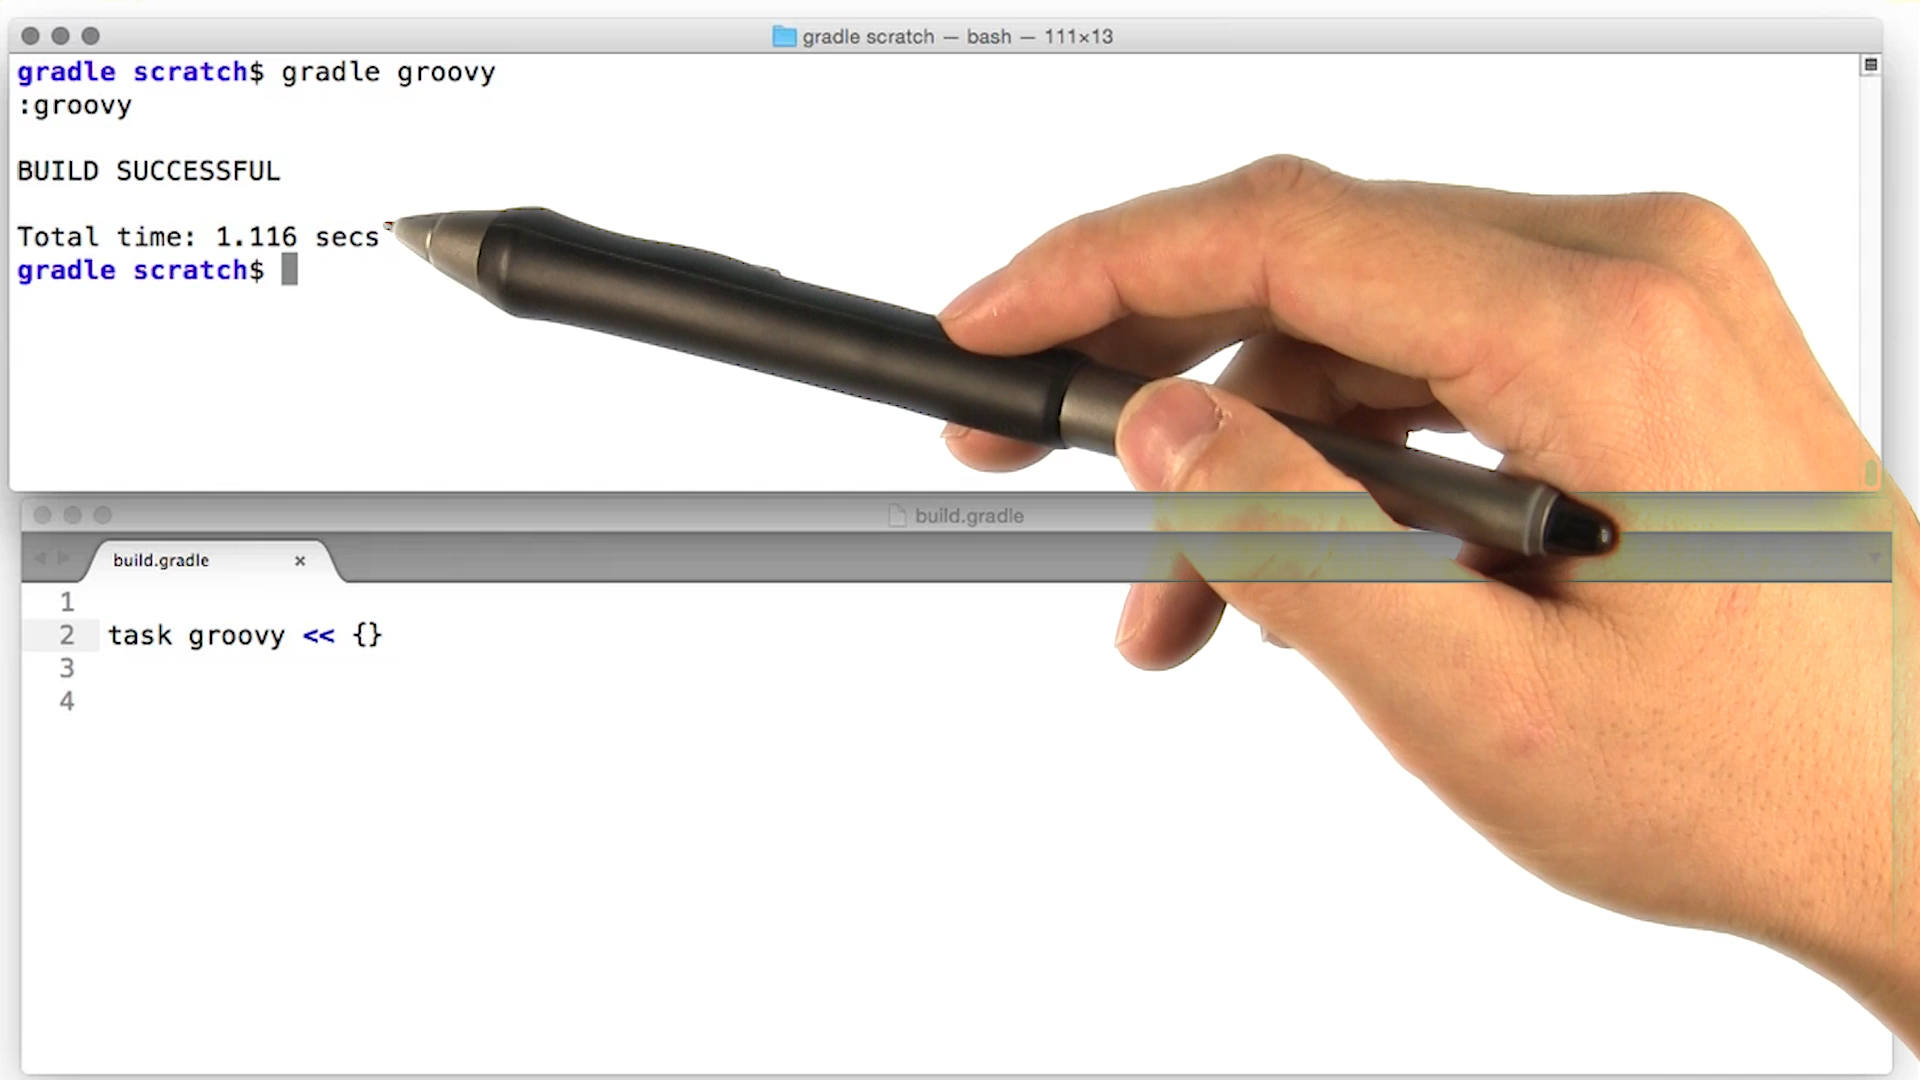 gradle scratch — bash — 111×13
gradle scratch$ gradle groovy
:groovy
BUILD SUCCESSFUL
Total time: 1.116 secs
gradle scratch$
build.gradle
build.gradle ×
1
2 task groovy << {}
3
4